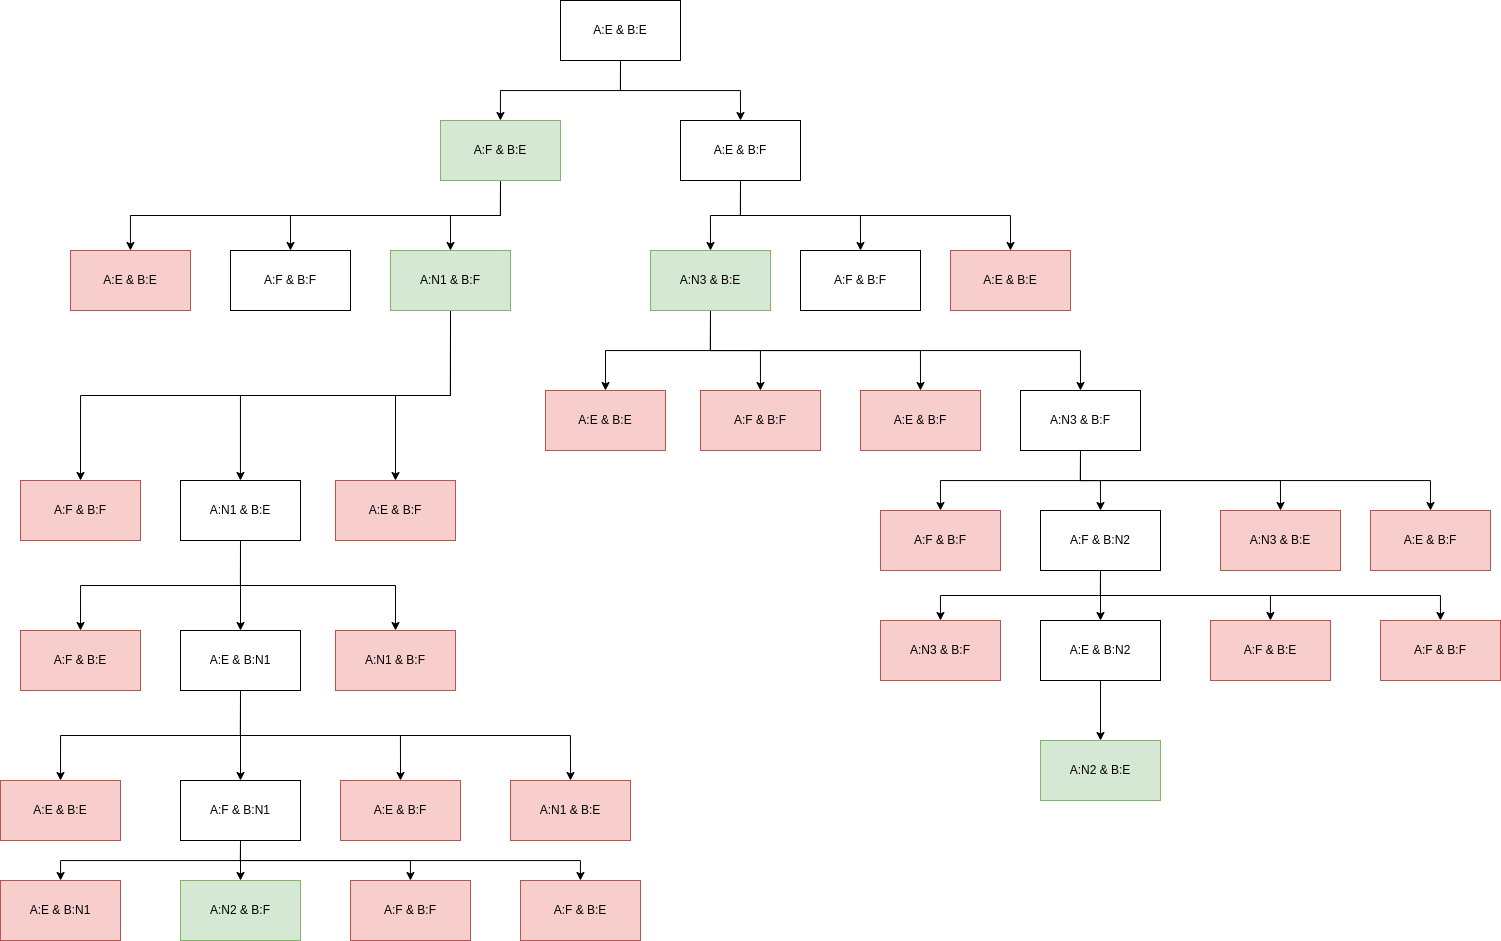 A:E & B:E
A:F & B:E
A:E & B:F
A:E & B:E
A:F & B:F
A:N1 & B:F
A:N3 & B:E
A:F & B:F
A:E & B:E
A:E & B:E
A:F & B:F
A:E & B:F
A:N3 & B:F
A:F & B:F
A:N1 & B:E
A:E & B:F
A:F & B:F
A:F & B:N2
A:N3 & B:E
A:E & B:F
A:F & B:E
A:E & B:N1
A:N1 & B:F
A:N3 & B:F
A:E & B:N2
A:F & B:E
A:F & B:F
A:N2 & B:E
A:E & B:E
A:F & B:N1
A:E & B:F
A:N1 & B:E
A:E & B:N1
A:N2 & B:F
A:F & B:F
A:F & B:E